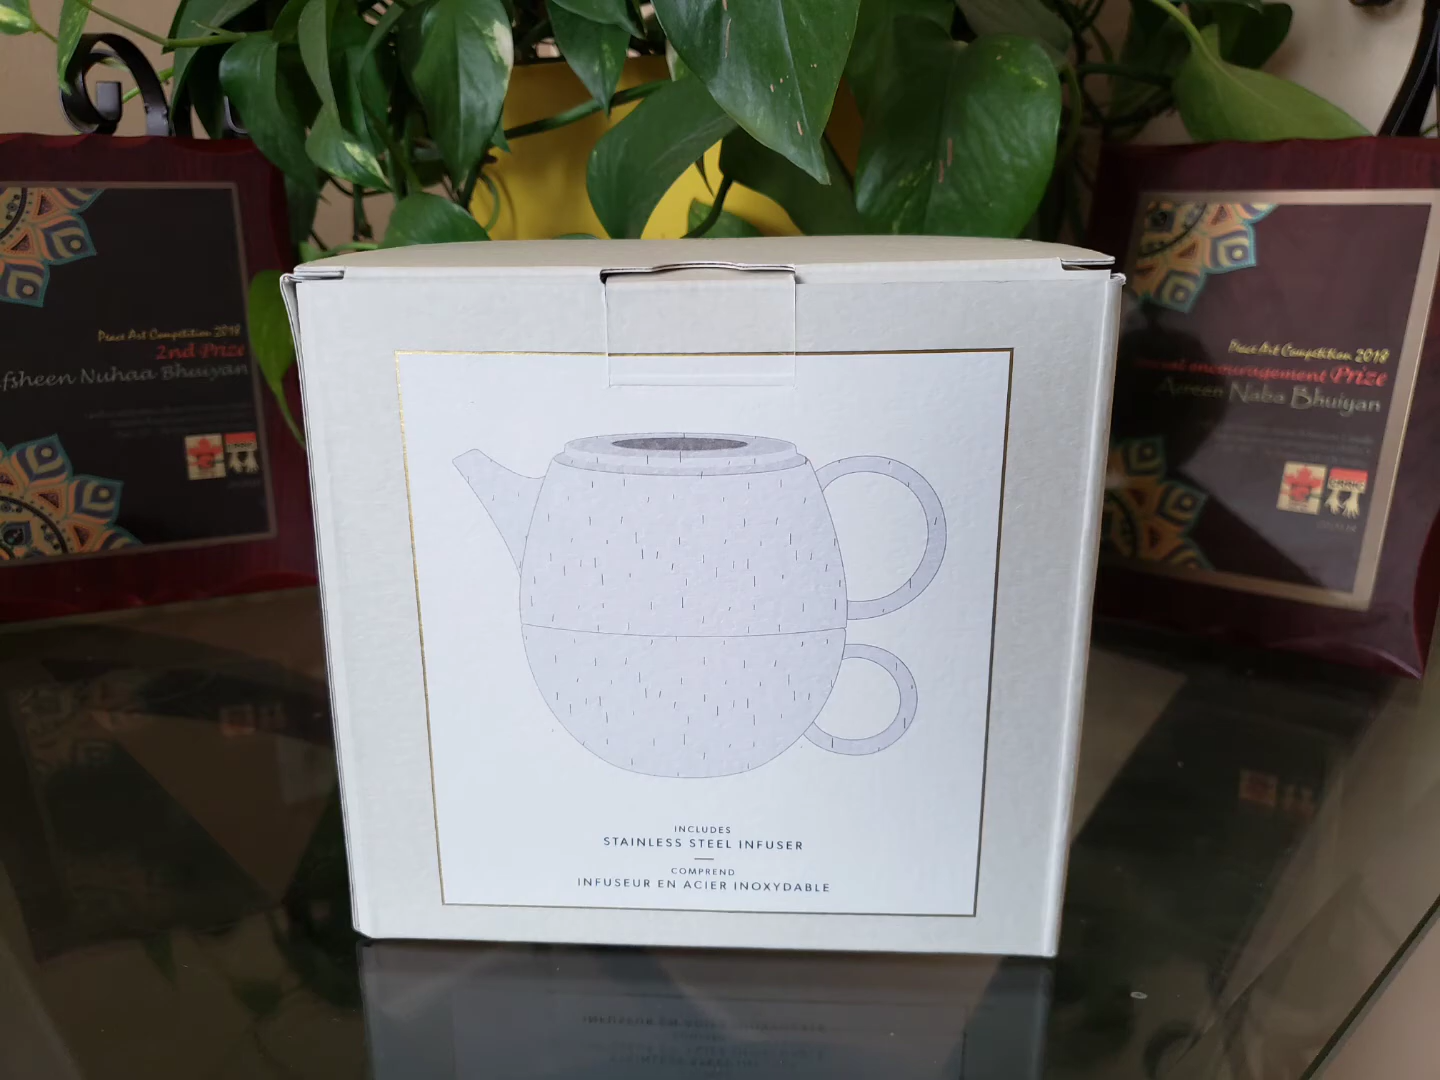 Peace Art Competition 2018
2nd Prize
fsheen Nuhaa Bhuiyan
INCLUDES
STAINLESS STEEL INFUSER
COMPREND
INFUSEUR EN ACIER INOXYDABLE
Peace Art Competition 2018
encouragement Prize
Naba Bhuiyan